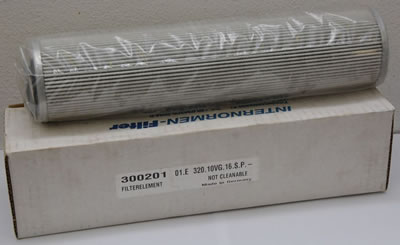 INTERNORMEN-Filter
300201 01.E 320.10VG.16.S.P.-
FILTERELEMENT NOT CLEANABLE
Made in Germany